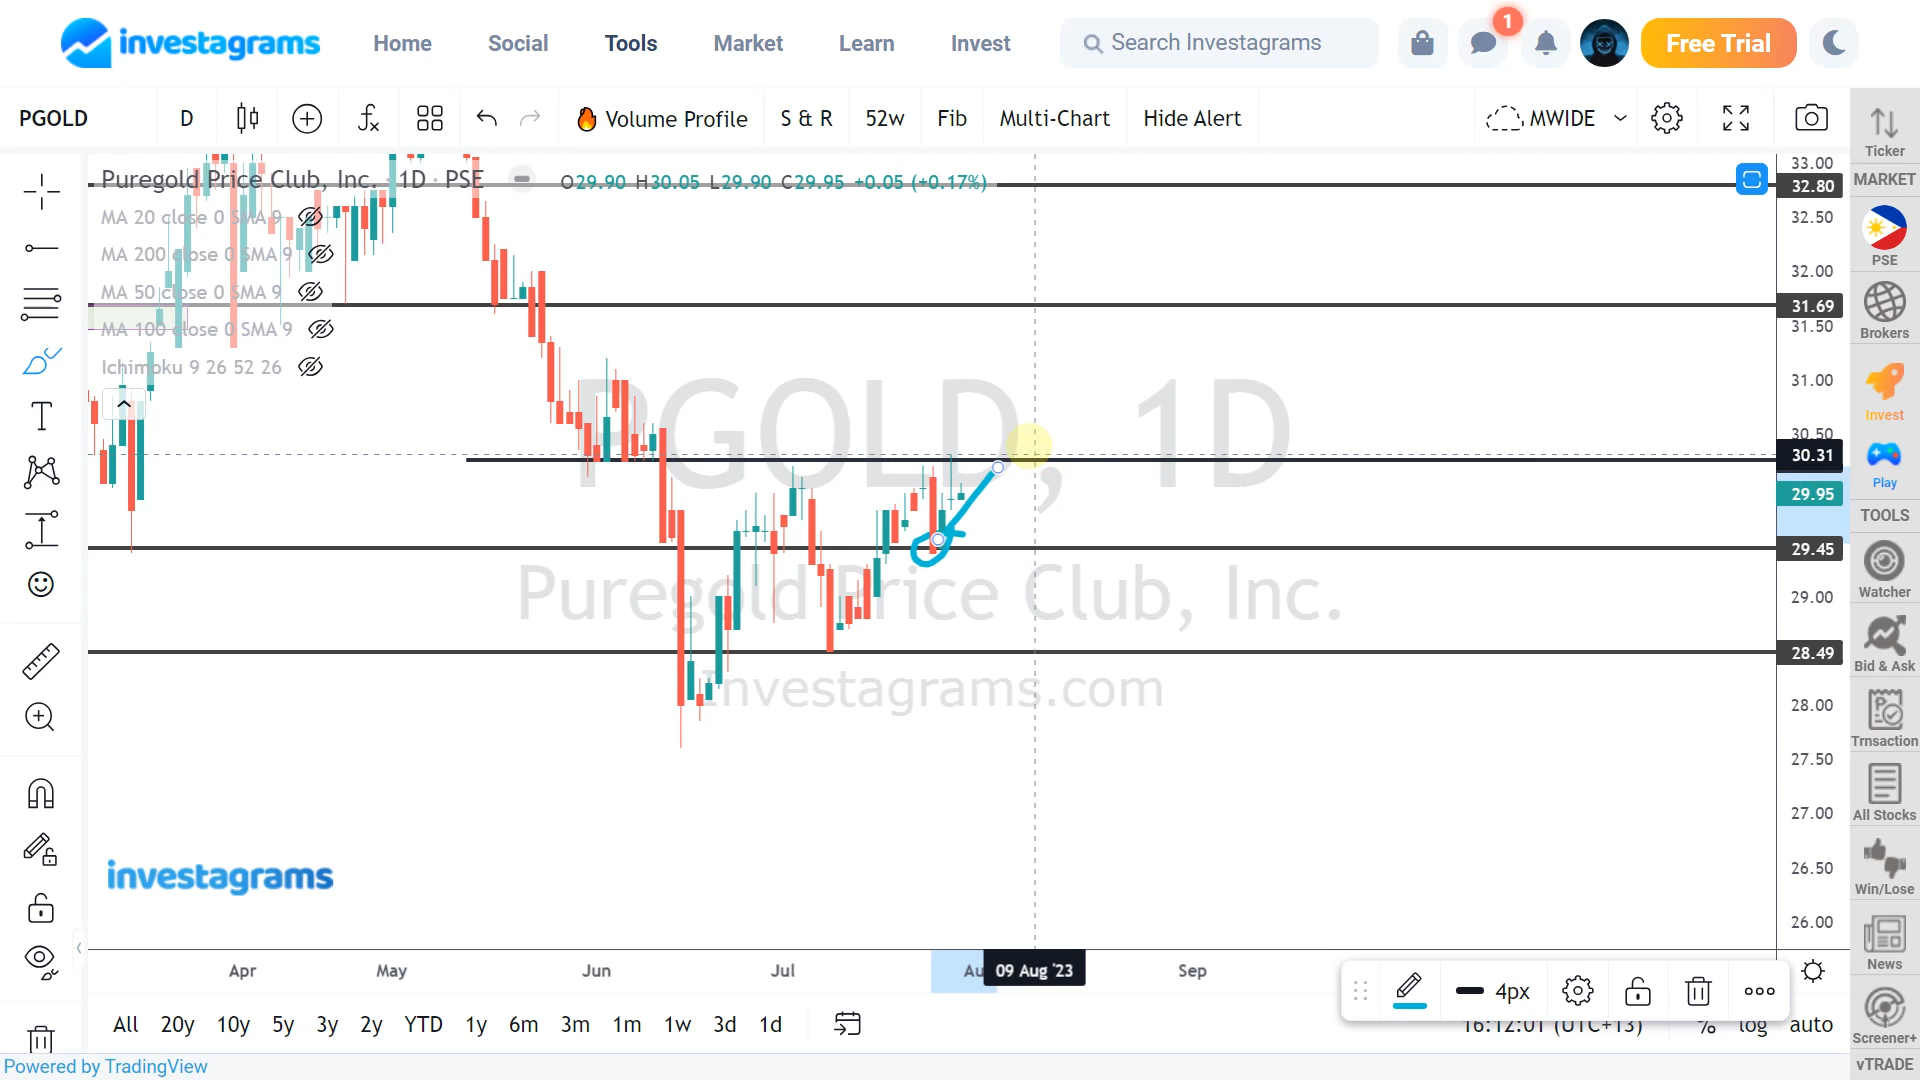 investagrams
Home
Social
Tools
Market
Learn
Invest
Search Investagrams
1
Free Trial
PGOLD
D
Volume Profile
S & R
52w
Fib
Multi-Chart
Hide Alert
MWIDE
Puregold Price Club, Inc. · 1D · PSE
O29.90 H30.05 L29.90 C29.95 +0.05 (+0.17%)
MA 20 close 0 SMA 9
MA 200 close 0 SMA 9
MA 50 close 0 SMA 9
MA 100 close 0 SMA 9
Ichimoku 9 26 52 26
PGOLD, 1D
Puregold Price Club, Inc.
Investagrams.com
investagrams
33.00
32.80
32.50
32.00
31.69
31.50
31.00
30.50
30.31
29.95
29.45
29.00
28.49
28.00
27.50
27.00
26.50
26.00
Apr
May
Jun
Jul
Au
09 Aug '23
Sep
4px
All
20y
10y
5y
3y
2y
YTD
1y
6m
3m
1m
1w
3d
1d
16:12:01 (UTC+13)
%
log
auto
Powered by TradingView
Ticker
MARKET
PSE
Brokers
Invest
Play
TOOLS
Watcher
Bid & Ask
Trnsaction
All Stocks
Win/Lose
News
Screener+
vTRADE